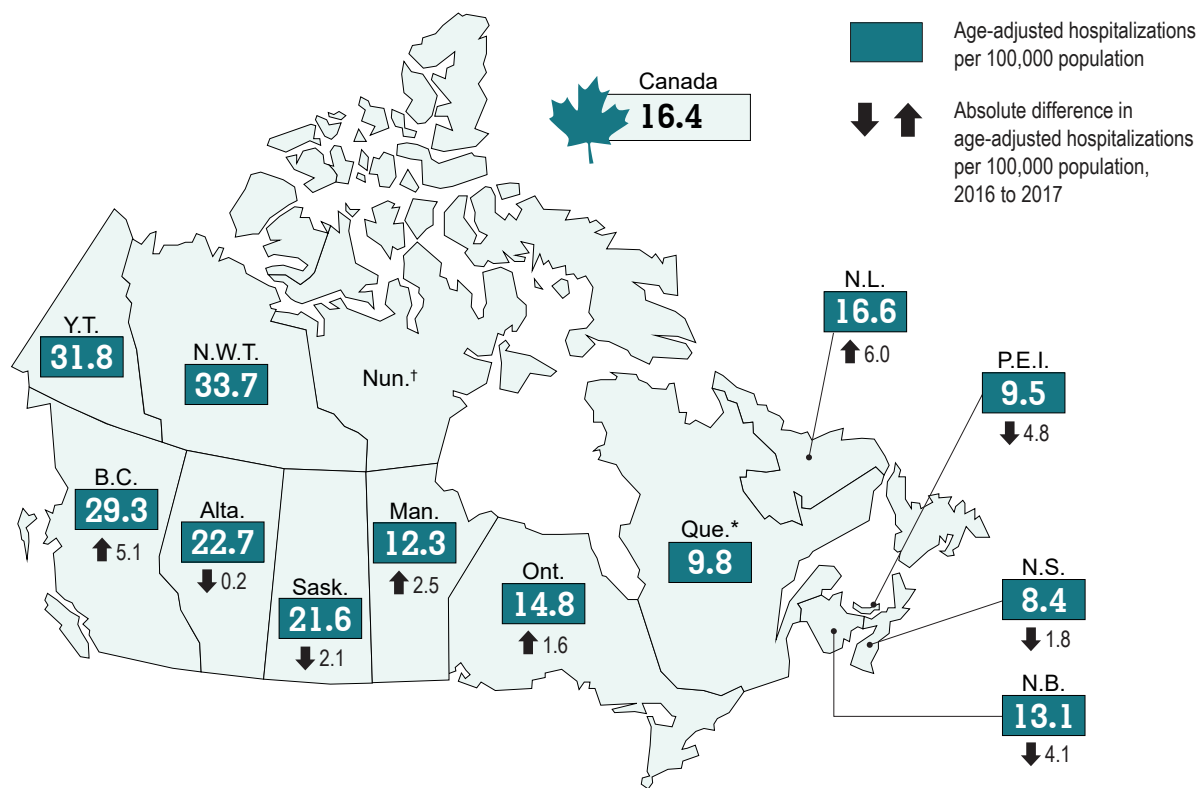 Canada
16.4
Age-adjusted hospitalizations
per 100,000 population
Absolute difference in
age-adjusted hospitalizations
per 100,000 population,
2016 to 2017
Y.T.
31.8
N.W.T.
33.7
Nun.†
N.L.
16.6
6.0
P.E.I.
9.5
4.8
B.C.
29.3
5.1
Alta.
22.7
0.2
Sask.
21.6
2.1
Man.
12.3
2.5
Ont.
14.8
1.6
Que.*
9.8
N.S.
8.4
1.8
N.B.
13.1
4.1